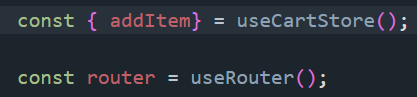 const { addItem} = useCartStore();
const router = useRouter();